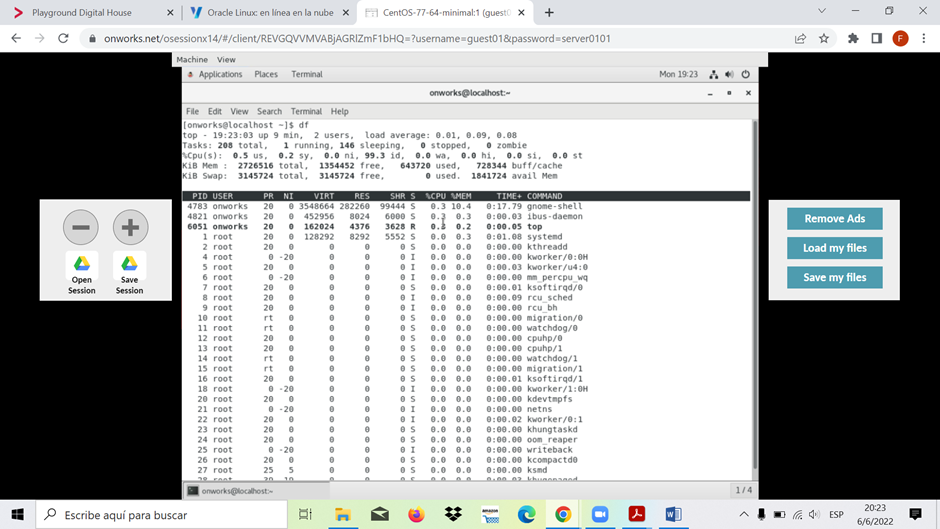 Playground Digital House
Oracle Linux: en línea en la nube
CentOS-77-64-minimal:1 (guest0
onworks.net/osessionx14/#/client/REVGQVVMVABjAGRIZmF1bHQ=?username=guest01&password=server0101
F
Machine View
Applications Places Terminal Mon 19:23
onworks@localhost:~
File Edit View Search Terminal Help
[onworks@localhost ~]$ df
top - 19:23:03 up 9 min, 2 users, load average: 0.01, 0.09, 0.08
Tasks: 208 total, 1 running, 146 sleeping, 0 stopped, 0 zombie
%Cpu(s): 0.5 us, 0.2 sy, 0.0 ni, 99.3 id, 0.0 wa, 0.0 hi, 0.0 si, 0.0 st
KiB Mem : 2726516 total, 1354452 free, 643720 used, 728344 buff/cache
KiB Swap: 3145724 total, 3145724 free, 0 used. 1841724 avail Mem
PID USER PR NI VIRT RES SHR S %CPU %MEM TIME+ COMMAND
4783 onworks 20 0 3548664 282260 99444 S 0.3 10.4 0:17.79 gnome-shell
4821 onworks 20 0 452956 8024 6000 S 0.3 0.3 0:00.03 ibus-daemon
6051 onworks 20 0 162024 4376 3628 R 0.3 0.2 0:00.05 top
1 root 20 0 128292 8292 5552 S 0.0 0.3 0:01.08 systemd
2 root 20 0 0 0 0 S 0.0 0.0 0:00.00 kthreadd
4 root 0 -20 0 0 0 I 0.0 0.0 0:00.00 kworker/0:0H
5 root 20 0 0 0 0 I 0.0 0.0 0:00.03 kworker/u4:0
6 root 0 -20 0 0 0 I 0.0 0.0 0:00.00 mm_percpu_wq
7 root 20 0 0 0 0 S 0.0 0.0 0:00.01 ksoftirqd/0
8 root 20 0 0 0 0 I 0.0 0.0 0:00.09 rcu_sched
9 root 20 0 0 0 0 I 0.0 0.0 0:00.00 rcu_bh
10 root rt 0 0 0 0 S 0.0 0.0 0:00.00 migration/0
11 root rt 0 0 0 0 S 0.0 0.0 0:00.00 watchdog/0
12 root 20 0 0 0 0 S 0.0 0.0 0:00.00 cpuhp/0
13 root 20 0 0 0 0 S 0.0 0.0 0:00.00 cpuhp/1
14 root rt 0 0 0 0 S 0.0 0.0 0:00.00 watchdog/1
15 root rt 0 0 0 0 S 0.0 0.0 0:00.00 migration/1
16 root 20 0 0 0 0 S 0.0 0.0 0:00.01 ksoftirqd/1
18 root 0 -20 0 0 0 I 0.0 0.0 0:00.00 kworker/1:0H
20 root 20 0 0 0 0 S 0.0 0.0 0:00.00 kdevtmpfs
21 root 0 -20 0 0 0 I 0.0 0.0 0:00.00 netns
22 root 20 0 0 0 0 I 0.0 0.0 0:00.02 kworker/0:1
23 root 20 0 0 0 0 S 0.0 0.0 0:00.00 khungtaskd
24 root 20 0 0 0 0 S 0.0 0.0 0:00.00 oom_reaper
25 root 0 -20 0 0 0 I 0.0 0.0 0:00.00 writeback
26 root 20 0 0 0 0 S 0.0 0.0 0:00.00 kcompactd0
27 root 25 5 0 0 0 S 0.0 0.0 0:00.00 ksmd
onworks@localhost:~ 1 / 4
Open Session
Save Session
Remove Ads
Load my files
Save my files
Escribe aquí para buscar
amazon
ESP
20:23
6/6/2022